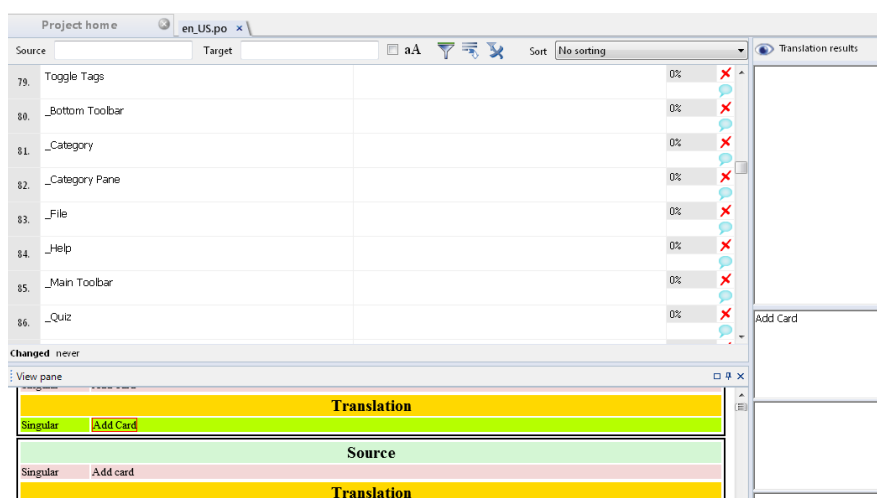 Project home
en_US.po ×
Source Target aA Sort No sorting
Translation results
79. Toggle Tags 0%
80. _Bottom Toolbar 0%
81. _Category 0%
82. _Category Pane 0%
83. _File 0%
84. _Help 0%
85. _Main Toolbar 0%
86. _Quiz 0%
Add Card
Changed never
View pane
Translation
Singular Add Card
Source
Singular Add card
Translation